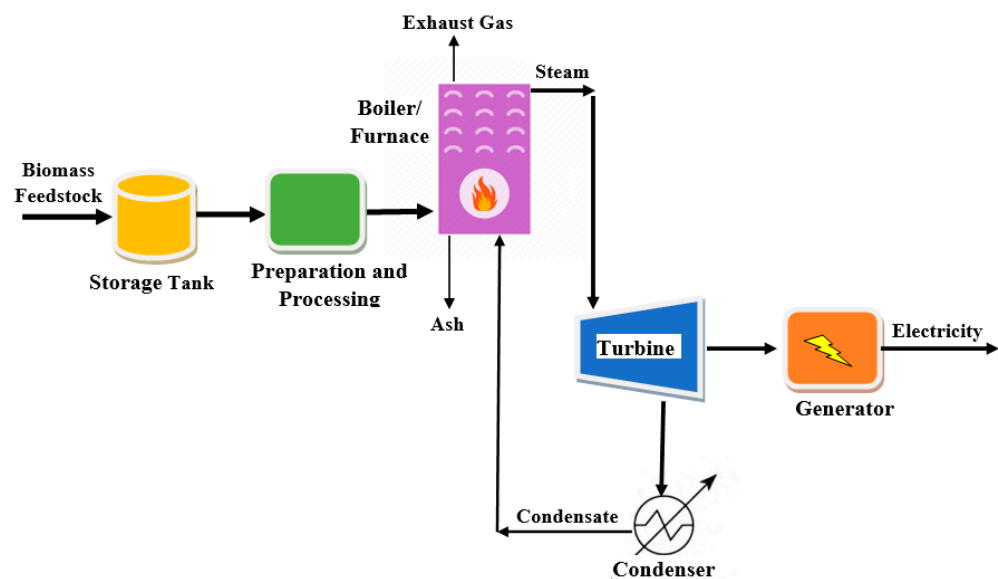 Exhaust Gas
Steam
Boiler/
Furnace
Biomass
Feedstock
Storage Tank
Preparation and
Processing
Ash
Turbine
Electricity
Generator
Condensate
Condenser